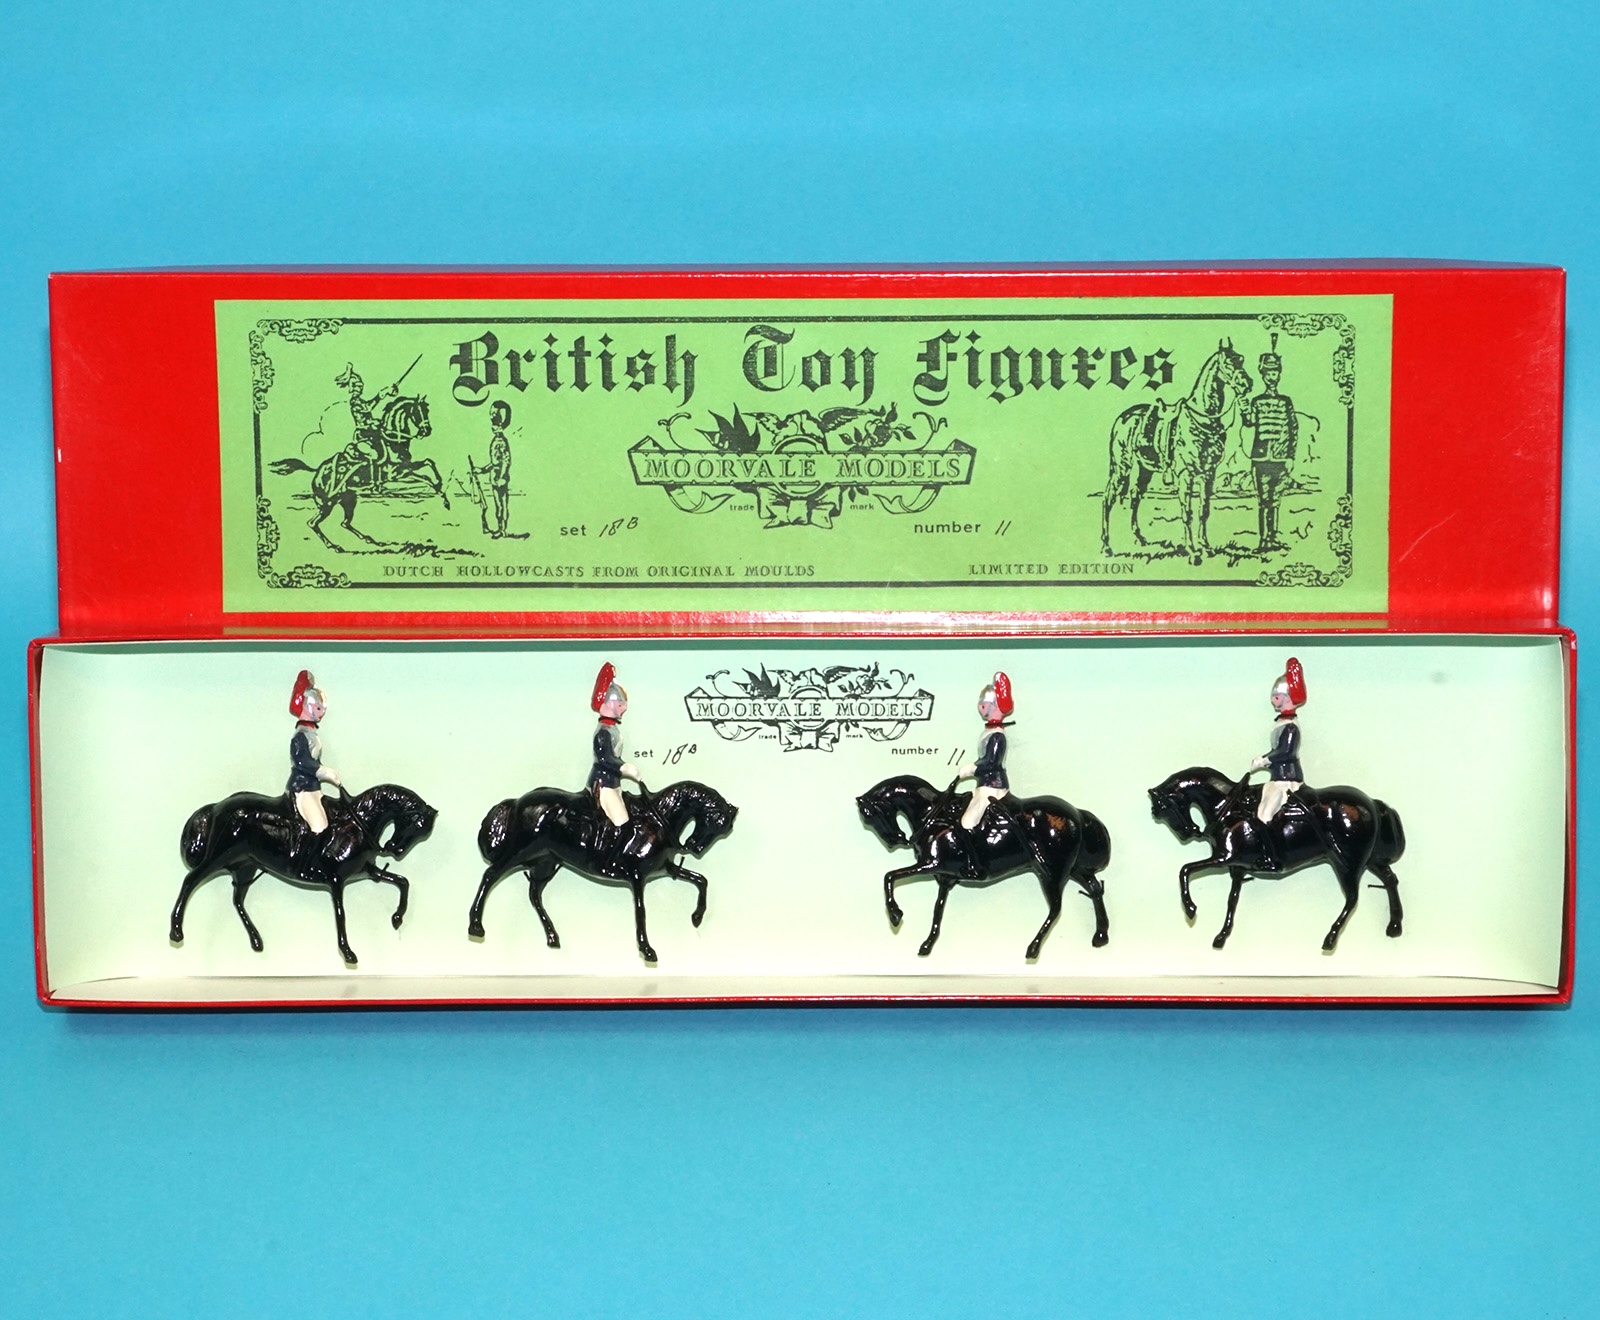 British Toy Figures
MOORVALE MODELS
trade mark
set 18B number 11
DUTCH HOLLOWCASTS FROM ORIGINAL MOULDS LIMITED EDITION
MOORVALE MODELS
trade mark
set 18B number 11